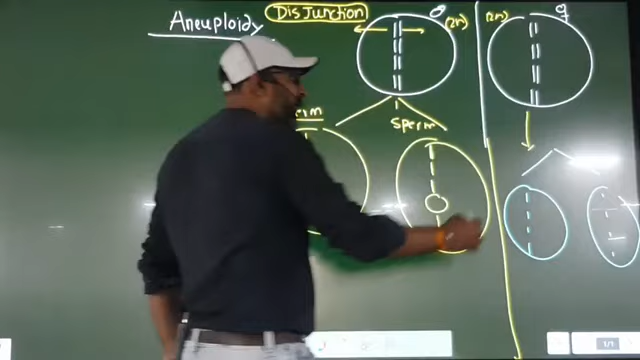 Aneuploidy
DisJunction
♂ (2n)
(2n) ♀
Sperm
1/1